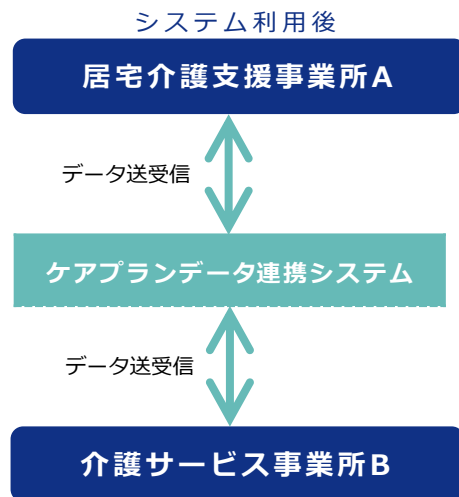 システム利用後
居宅介護支援事業所A
データ送受信
ケアプランデータ連携システム
データ送受信
介護サービス事業所B